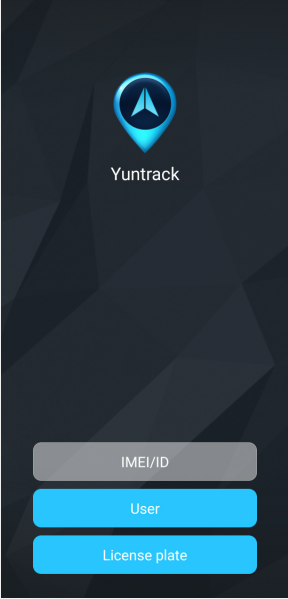 Yuntrack
IMEI/ID
User
License plate